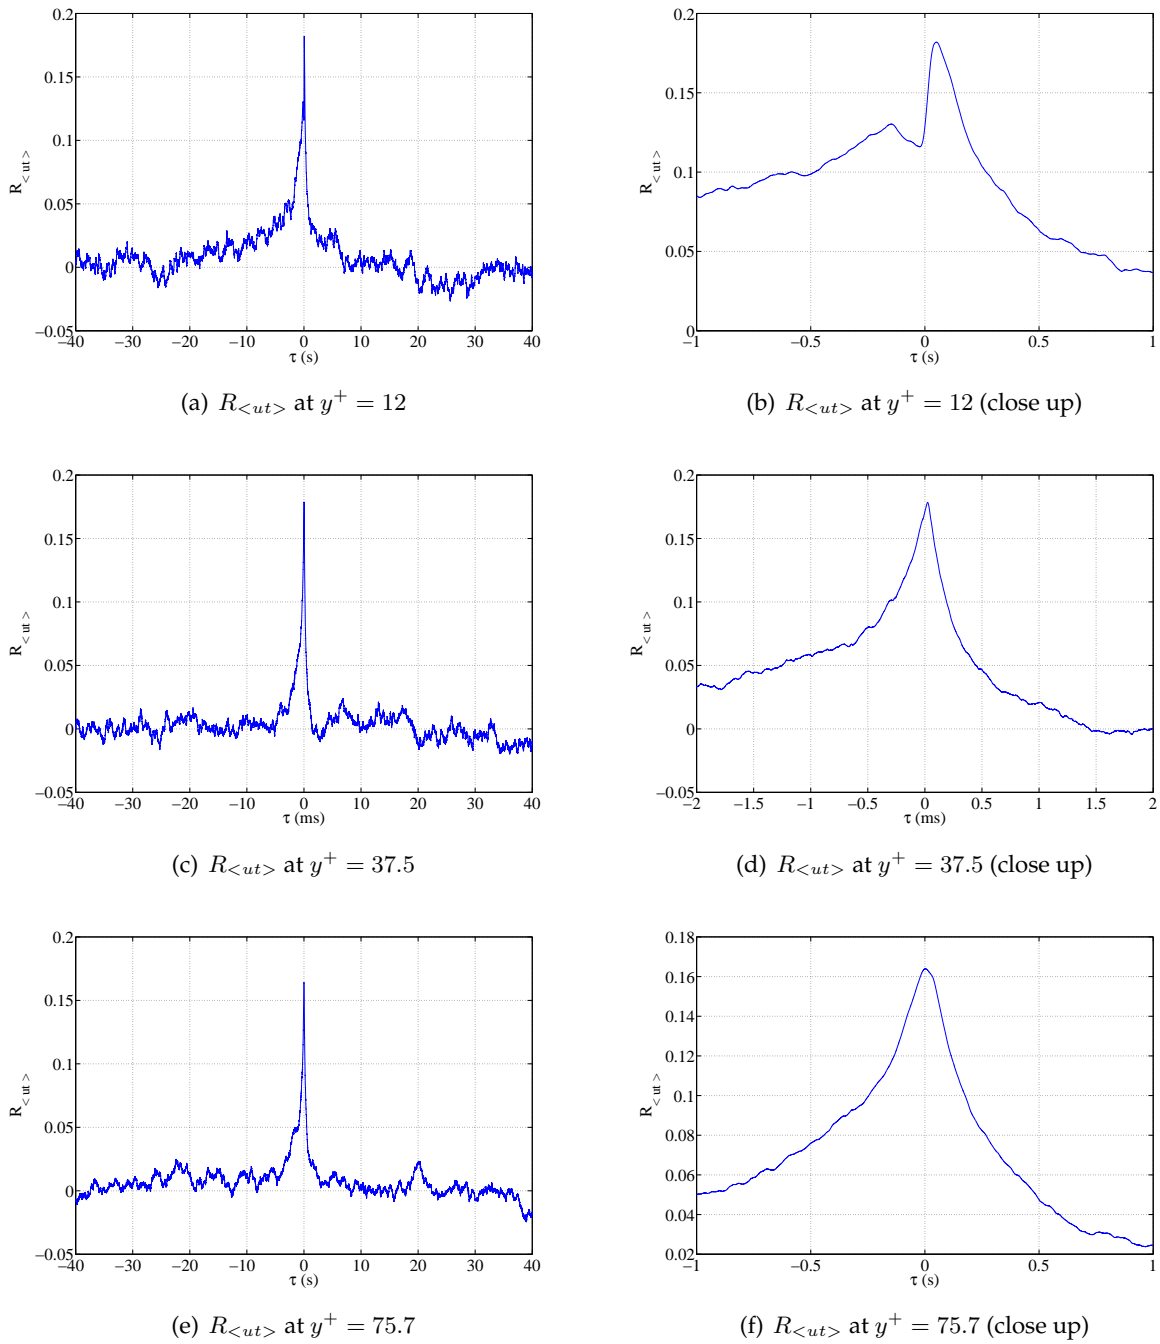 0.2
0.15
0.1
0.05
0
−0.05
R<ut>
−40 −30 −20 −10 0 10 20 30 40
τ (s)
(a) R<ut> at y+ = 12
0.2
0.15
0.1
0.05
0
R<ut>
−1 −0.5 0 0.5 1
τ (s)
(b) R<ut> at y+ = 12 (close up)
0.2
0.15
0.1
0.05
0
−0.05
R<ut>
−40 −30 −20 −10 0 10 20 30 40
τ (ms)
(c) R<ut> at y+ = 37.5
0.2
0.15
0.1
0.05
0
−0.05
R<ut>
−2 −1.5 −1 −0.5 0 0.5 1 1.5 2
τ (ms)
(d) R<ut> at y+ = 37.5 (close up)
0.2
0.15
0.1
0.05
0
−0.05
R<ut>
−40 −30 −20 −10 0 10 20 30 40
τ (s)
(e) R<ut> at y+ = 75.7
0.18
0.16
0.14
0.12
0.1
0.08
0.06
0.04
0.02
R<ut>
−1 −0.5 0 0.5 1
τ (s)
(f) R<ut> at y+ = 75.7 (close up)